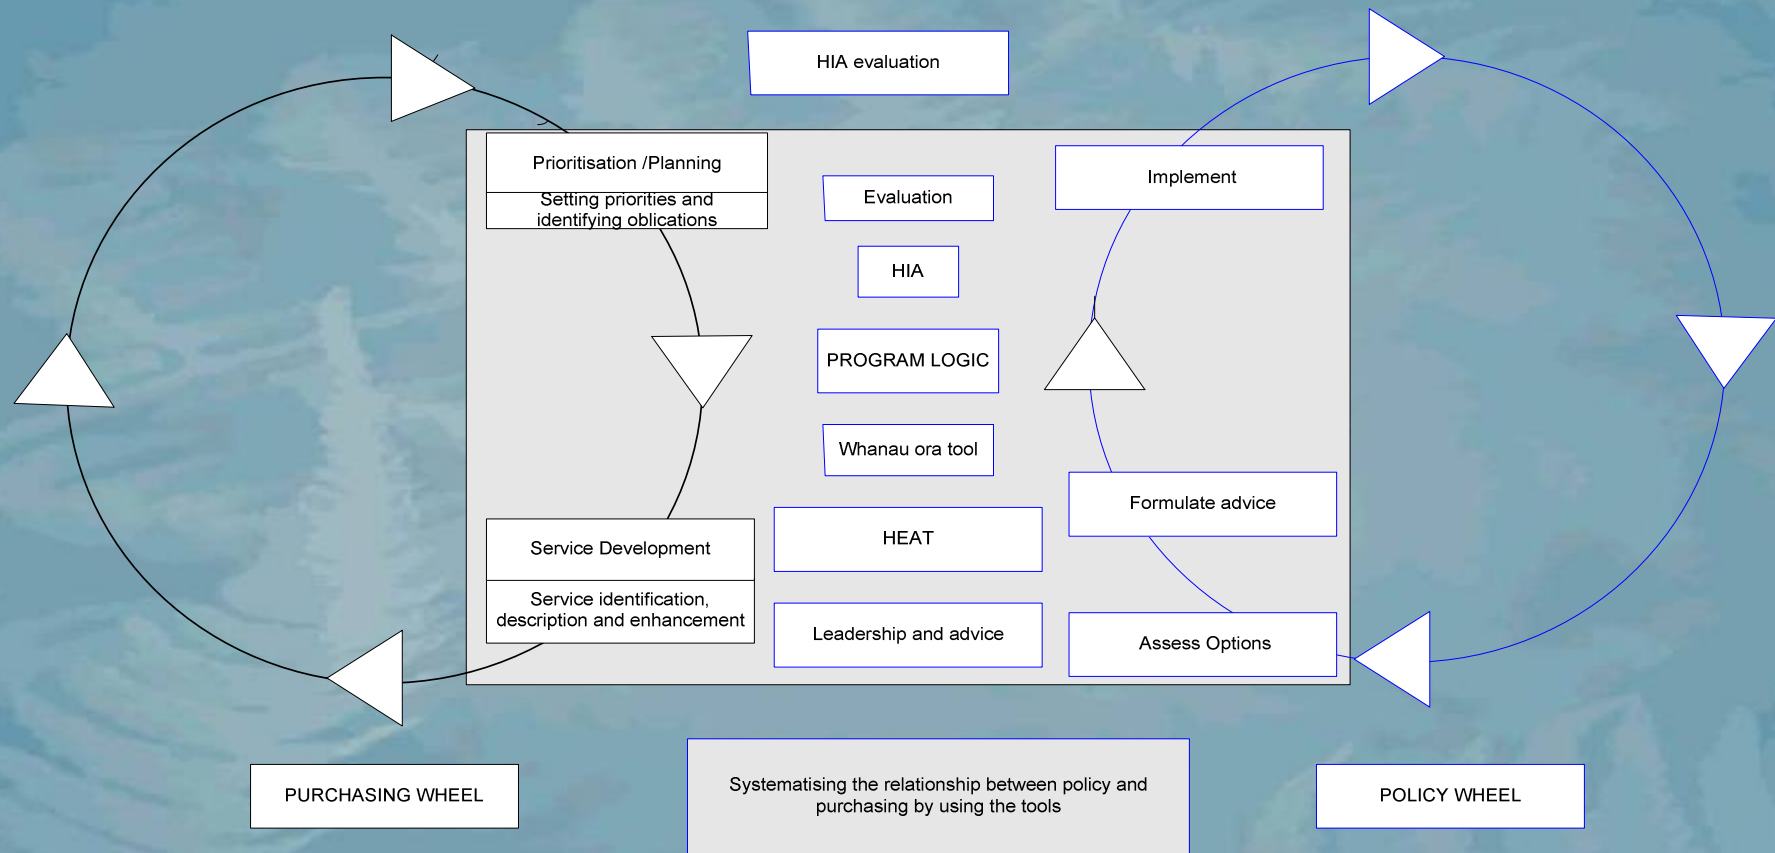 HIA evaluation
Prioritisation /Planning
Setting priorities and
identifying oblications
Evaluation
Implement
HIA
PROGRAM LOGIC
Whanau ora tool
Formulate advice
HEAT
Service Development
Service identification,
description and enhancement
Leadership and advice
Assess Options
PURCHASING WHEEL
Systematising the relationship between policy and
purchasing by using the tools
POLICY WHEEL